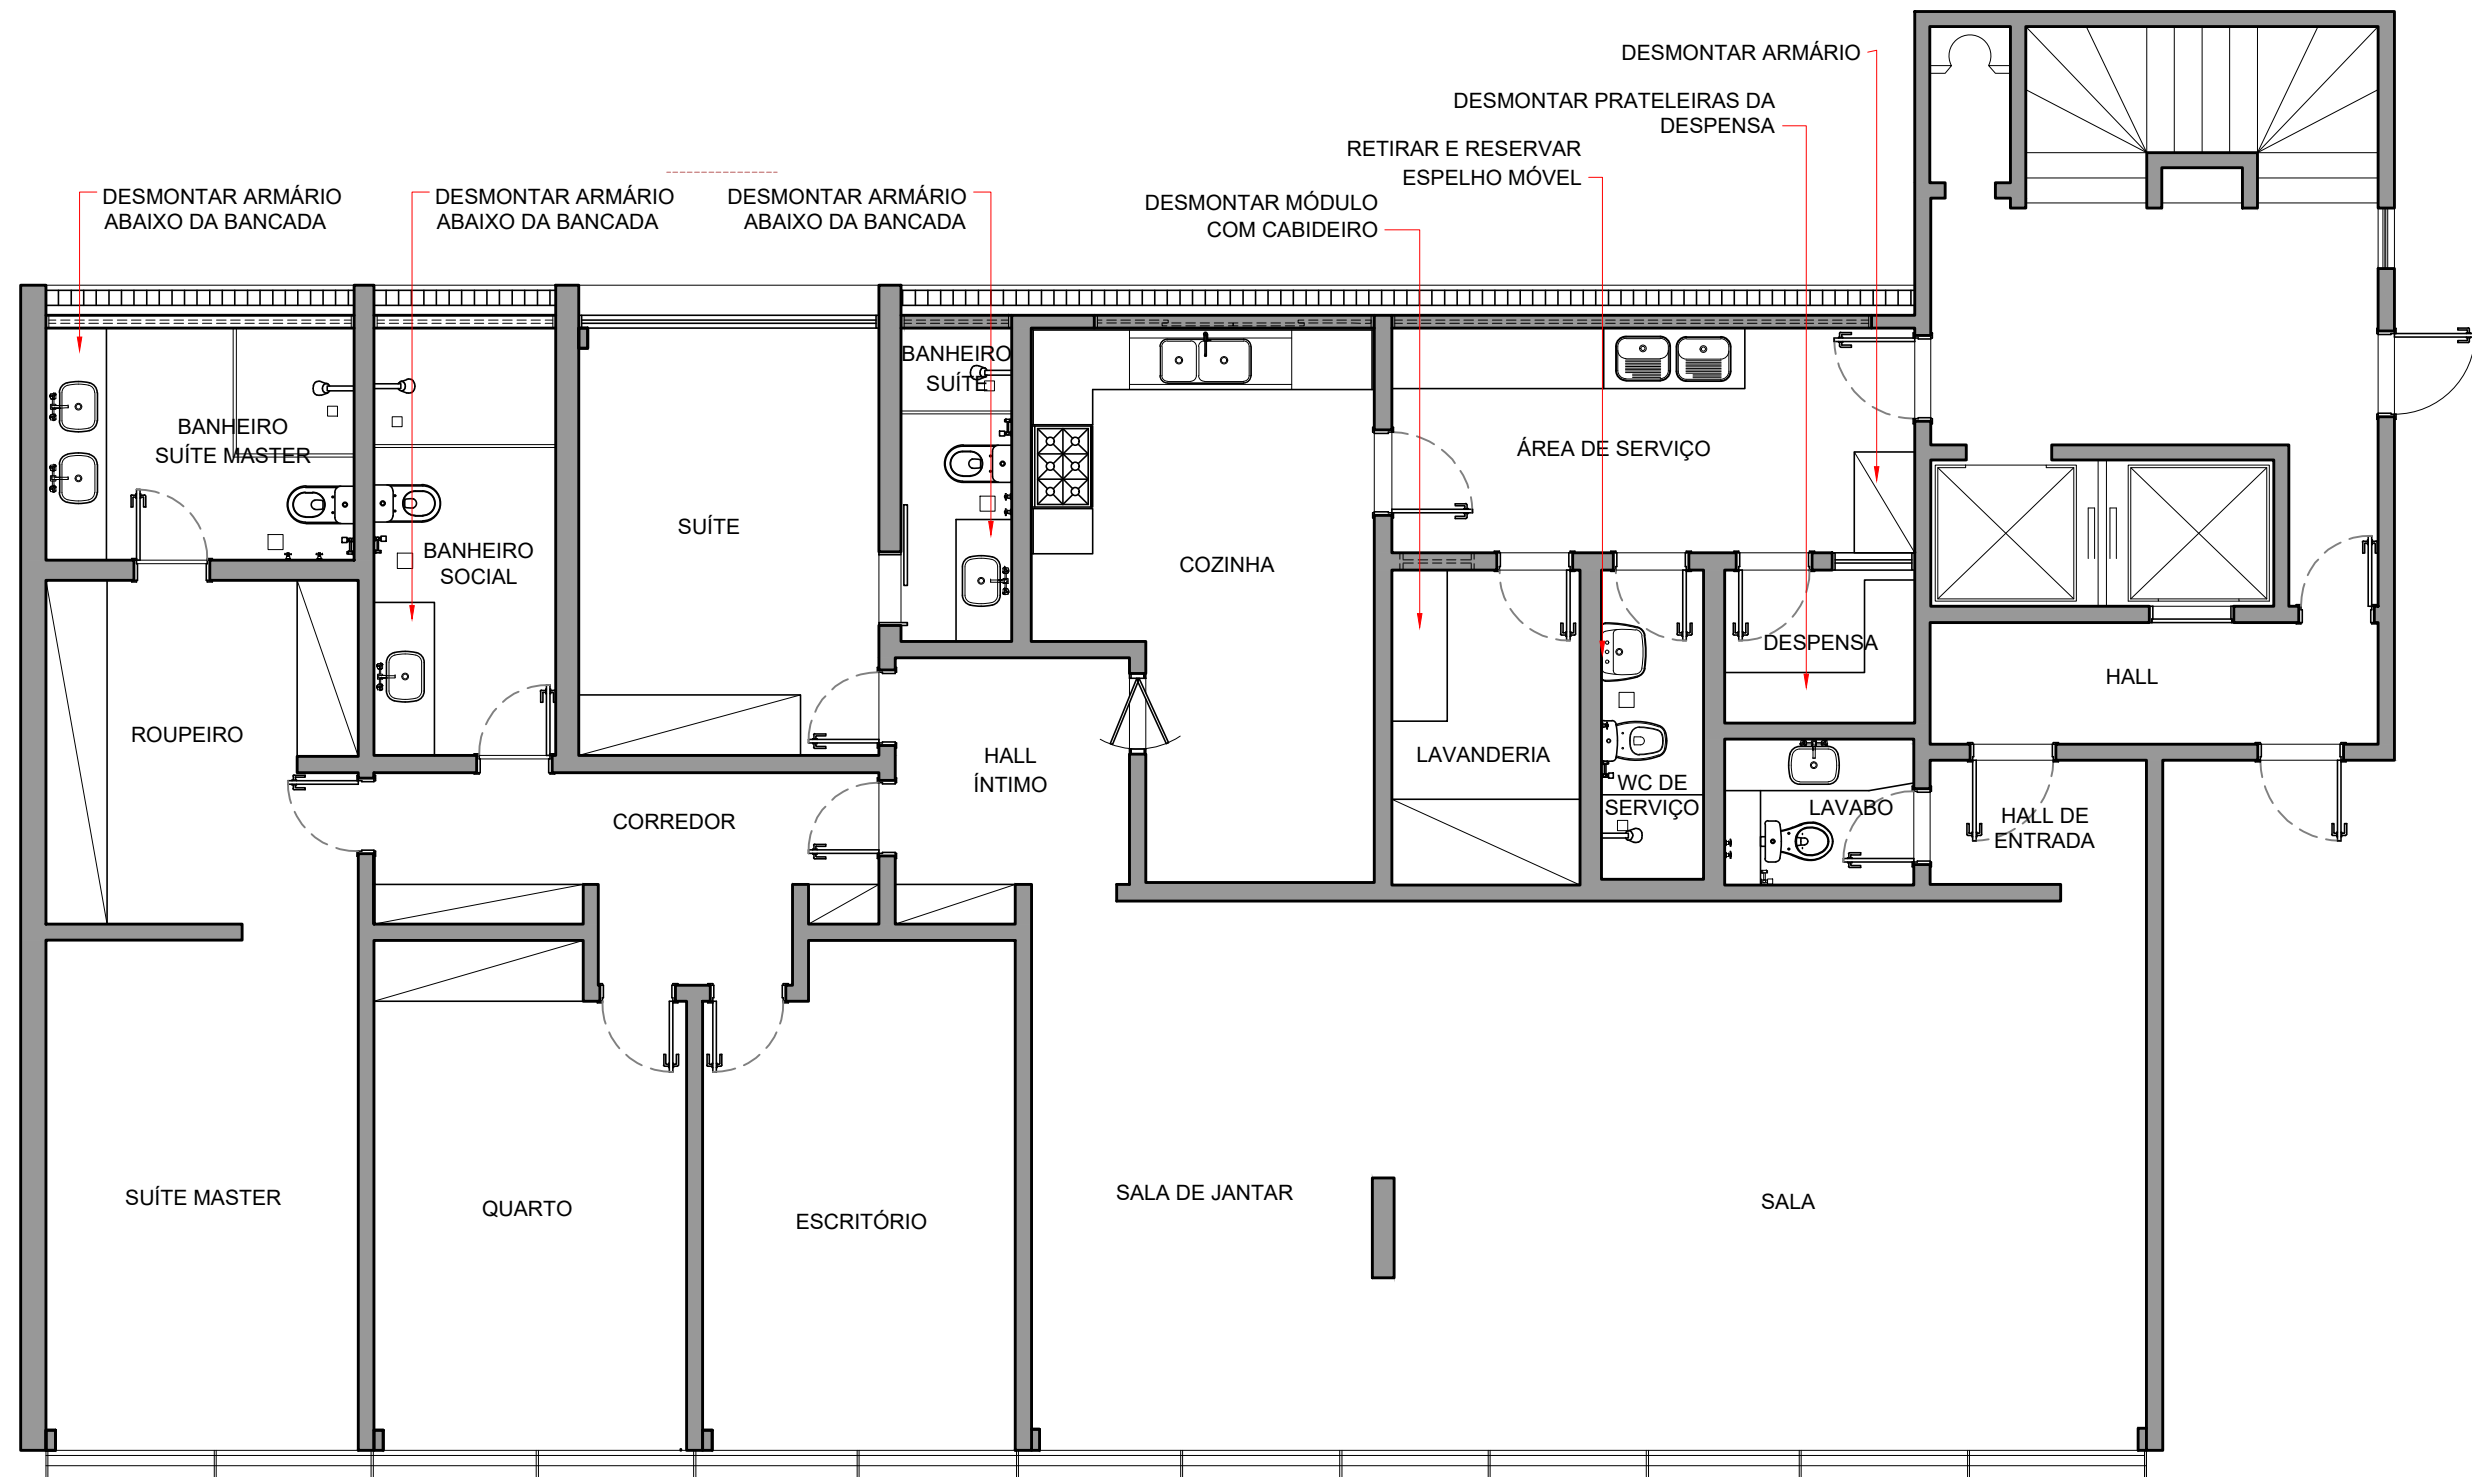 DESMONTAR ARMÁRIO
DESMONTAR PRATELEIRAS DA
DESPENSA
RETIRAR E RESERVAR
ESPELHO MÓVEL
DESMONTAR MÓDULO
COM CABIDEIRO
DESMONTAR ARMÁRIO
ABAIXO DA BANCADA
DESMONTAR ARMÁRIO
ABAIXO DA BANCADA
DESMONTAR ARMÁRIO
ABAIXO DA BANCADA
BANHEIRO
SUÍTE
BANHEIRO
SUÍTE MASTER
ÁREA DE SERVIÇO
SUÍTE
BANHEIRO
SOCIAL
COZINHA
DESPENSA
HALL
ROUPEIRO
HALL
ÍNTIMO
LAVANDERIA
WC DE
SERVIÇO
LAVABO
HALL DE
ENTRADA
CORREDOR
SUÍTE MASTER
QUARTO
ESCRITÓRIO
SALA DE JANTAR
SALA